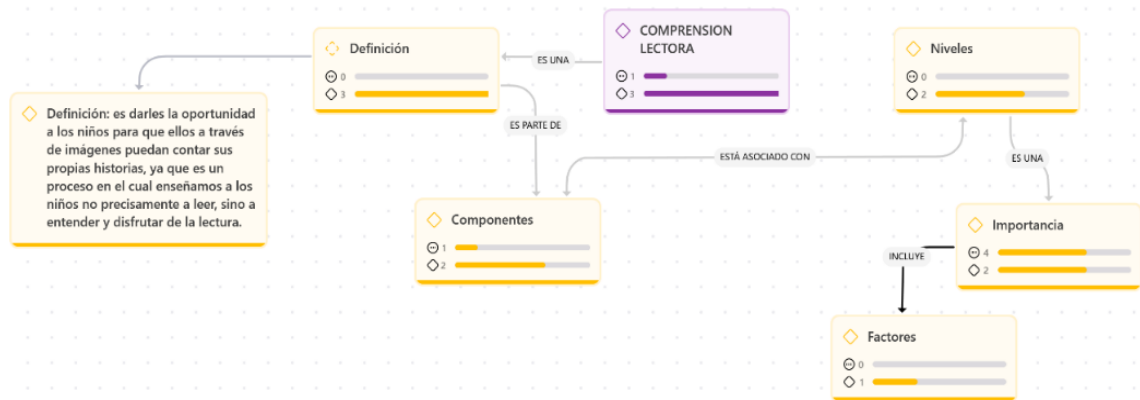 COMPRENSION
LECTORA
1
3
Definición
0
3
Niveles
0
2
ES UNA
Definición: es darles la oportunidad
a los niños para que ellos a través
de imágenes puedan contar sus
propias historias, ya que es un
proceso en el cual enseñamos a los
niños no precisamente a leer, sino a
entender y disfrutar de la lectura.
ES PARTE DE
ESTÁ ASOCIADO CON
ES UNA
Componentes
1
2
Importancia
4
2
INCLUYE
Factores
0
1